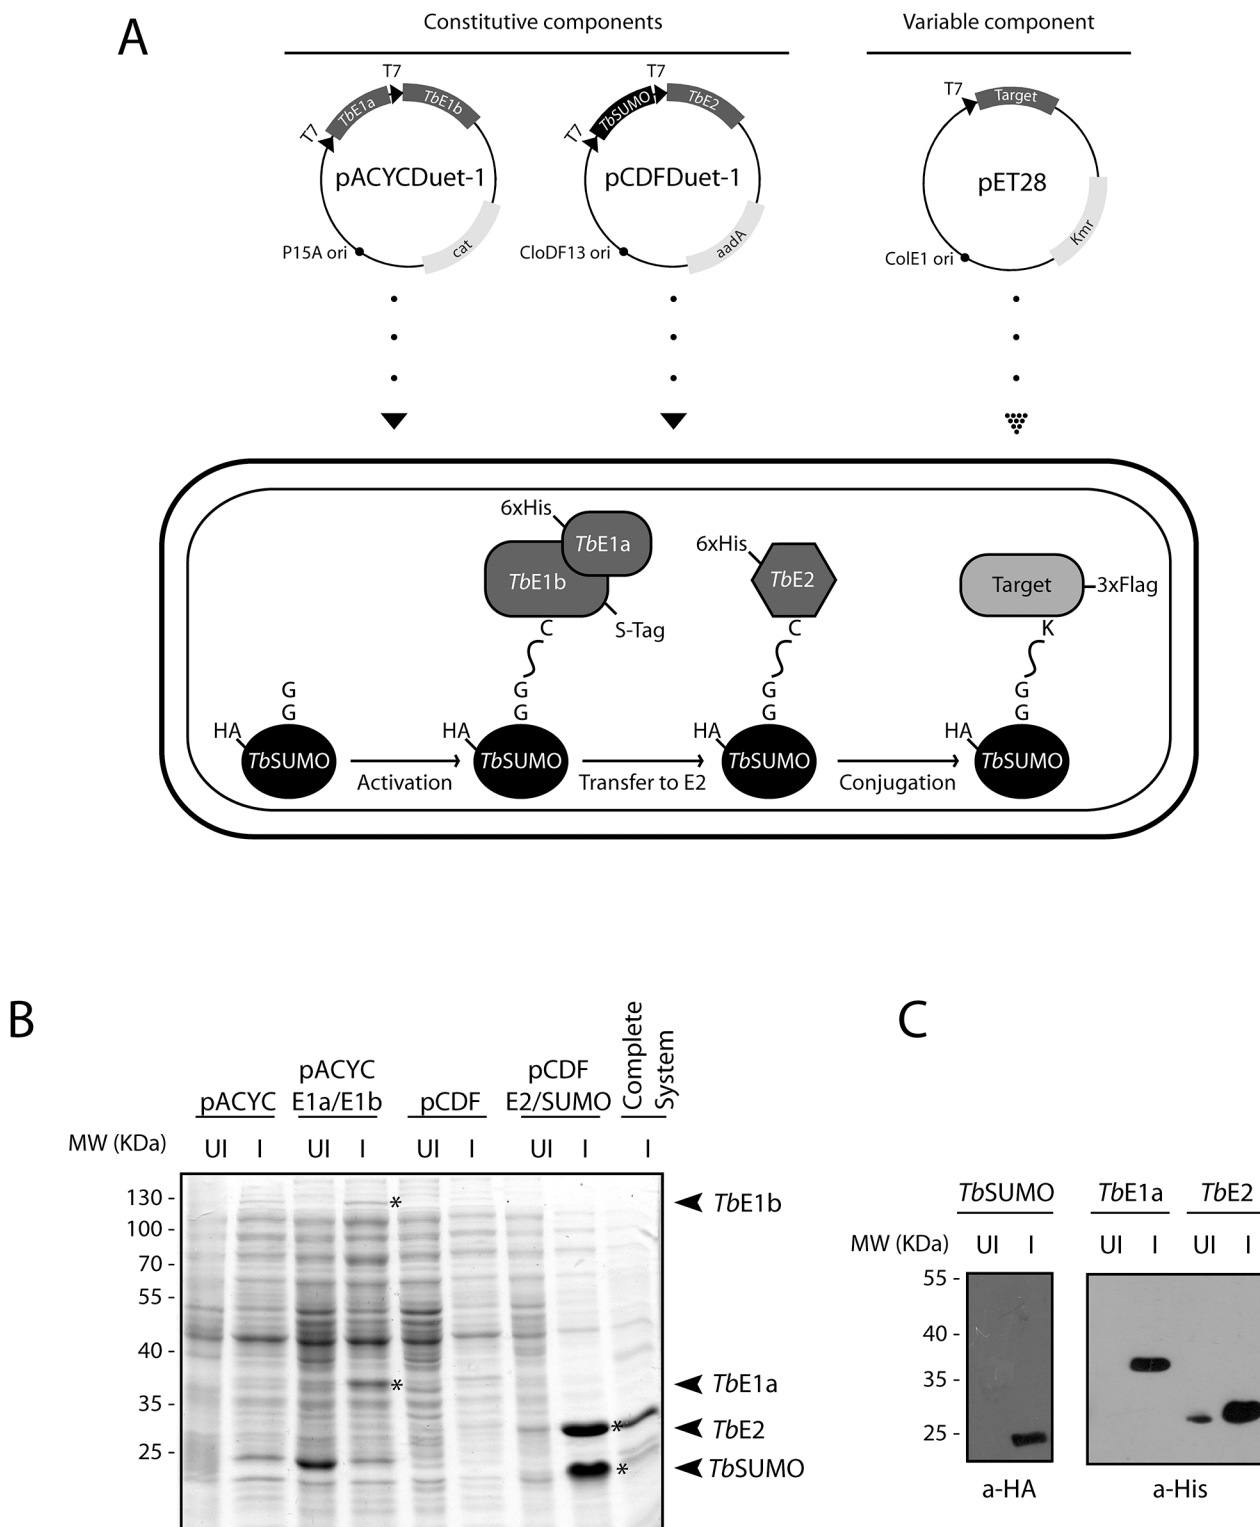 A
Constitutive components
Variable component
T7
T7
TbE1a
TbE1b
pACYCDuet-1
P15A ori
cat
T7
T7
TbSUMO
TbE2
pCDFDuet-1
CloDF13 ori
aadA
T7
Target
pET28
ColE1 ori
Kmr
6xHis
TbE1a
TbE1b
S-Tag
C
G
G
6xHis
TbE2
C
G
G
Target
3xFlag
K
G
G
G
G
HA
TbSUMO
Activation
HA
TbSUMO
Transfer to E2
HA
TbSUMO
Conjugation
HA
TbSUMO
B
pACYC
pACYC
E1a/E1b
pCDF
pCDF
E2/SUMO
Complete
System
MW (KDa)
UI I UI I UI I UI I I
130 -
100 -
70 -
55 -
40 -
35 -
25 -
*
*
*
*
TbE1b
TbE1a
TbE2
TbSUMO
C
TbSUMO TbE1a TbE2
MW (KDa) UI I UI I UI I
55 -
40 -
35 -
25 -
a-HA
a-His